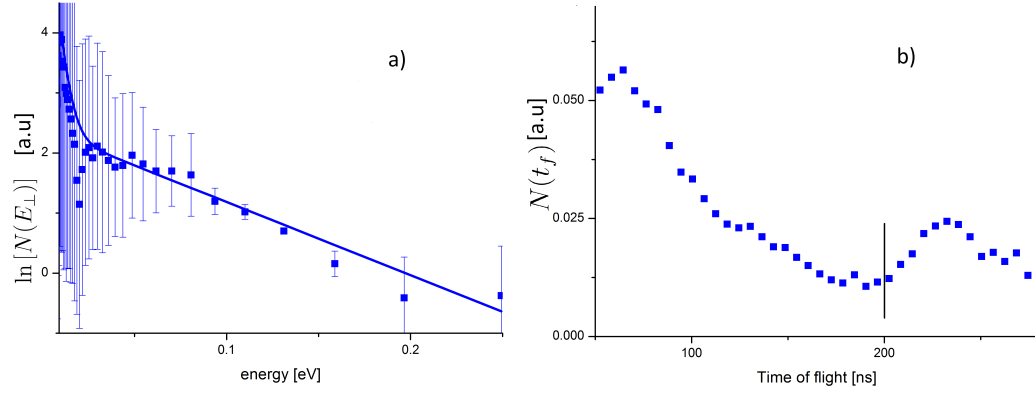 a)
ln [N(E⊥)] [a.u]
4
2
0
0.1
0.2
energy [eV]
b)
N(t_f) [a.u]
0.050
0.025
0.000
100
200
Time of flight [ns]